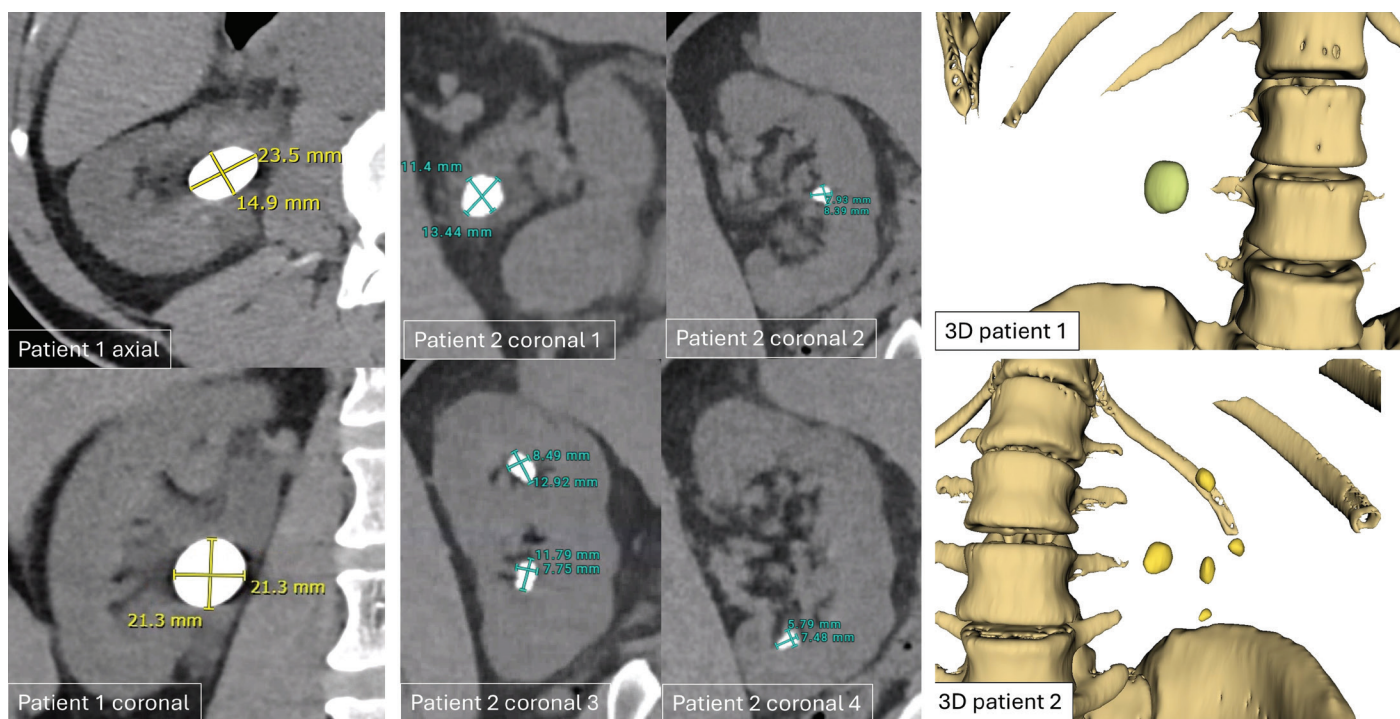 23.5 mm
14.9 mm
Patient 1 axial
11.4 mm
13.44 mm
Patient 2 coronal 1
7.93 mm
8.39 mm
Patient 2 coronal 2
3D patient 1
21.3 mm
21.3 mm
Patient 1 coronal
8.49 mm
12.92 mm
11.79 mm
7.75 mm
Patient 2 coronal 3
5.79 mm
7.48 mm
Patient 2 coronal 4
3D patient 2